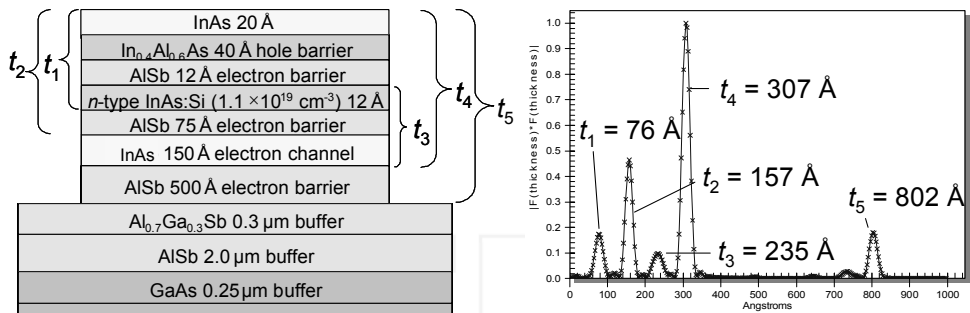 InAs 20 Å
In0.4Al0.6As 40 Å hole barrier
AlSb 12 Å electron barrier
n-type InAs:Si (1.1 ×10¹⁹ cm⁻³) 12 Å
AlSb 75 Å electron barrier
InAs 150 Å electron channel
AlSb 500 Å electron barrier
Al0.7Ga0.3Sb 0.3 μm buffer
AlSb 2.0 μm buffer
GaAs 0.25 μm buffer
t2
t1
t3
t4
t5
|F(thickness)*F(thickness)|
1.0
0.9
0.8
0.7
0.6
0.5
0.4
0.3
0.2
0.1
0
t4 = 307 Å
t1 = 76 Å
t2 = 157 Å
t5 = 802 Å
t3 = 235 Å
0 100 200 300 400 500 600 700 800 900 1000
Angstroms